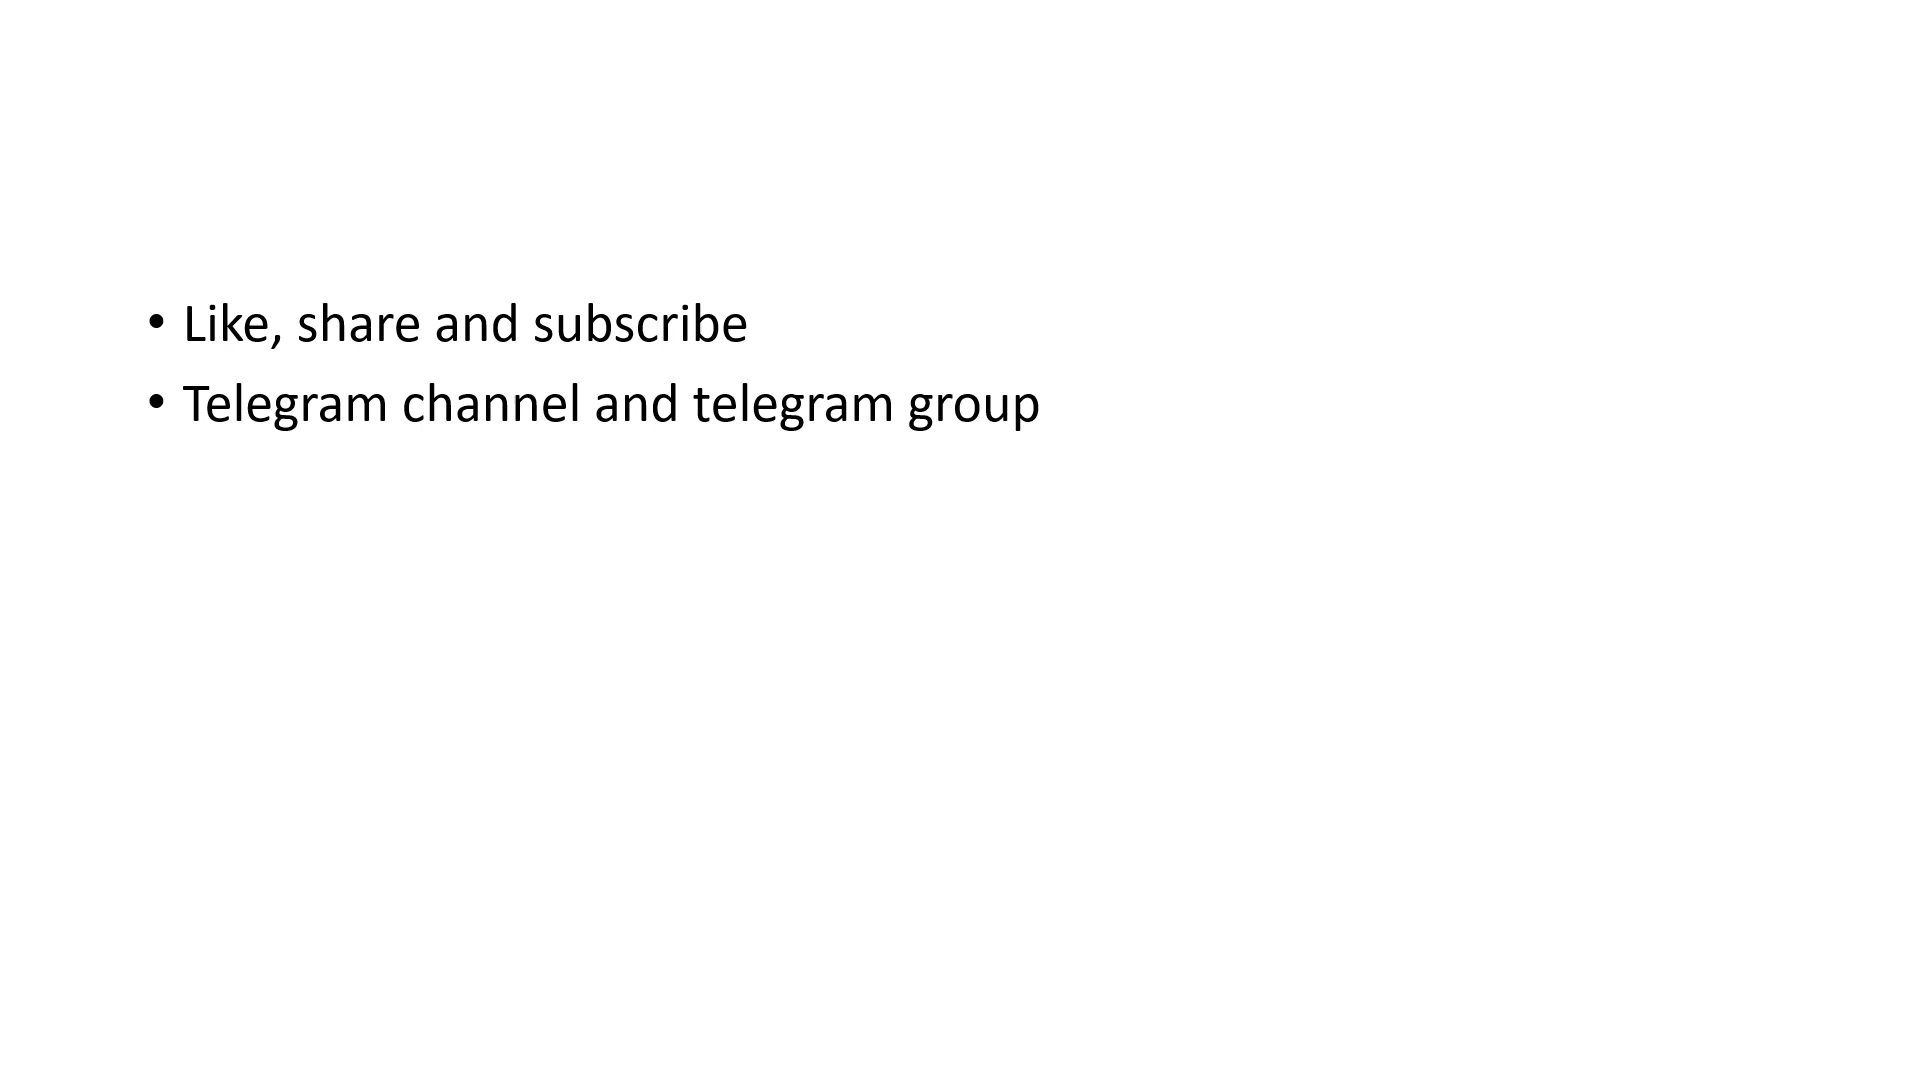 • Like, share and subscribe
• Telegram channel and telegram group